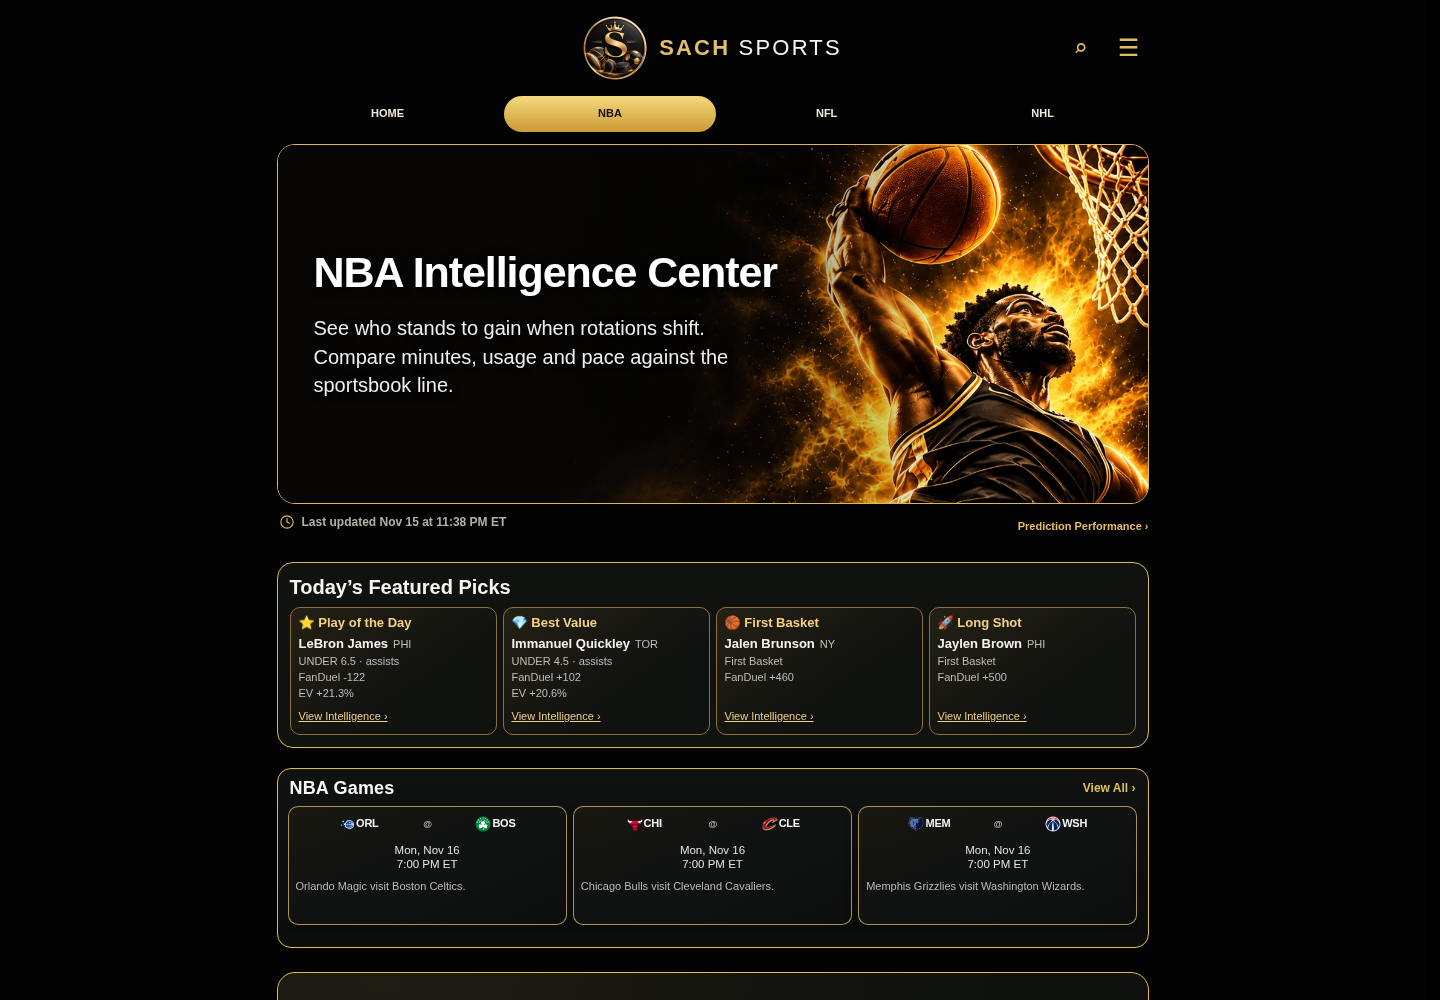 S
SACH SPORTS
HOME
NBA
NFL
NHL
NBA Intelligence Center
See who stands to gain when rotations shift.
Compare minutes, usage and pace against the
sportsbook line.
Last updated Nov 15 at 11:38 PM ET
Prediction Performance ›
Today’s Featured Picks
⭐ Play of the Day
LeBron James PHI
UNDER 6.5 · assists
FanDuel -122
EV +21.3%
View Intelligence ›
💎 Best Value
Immanuel Quickley TOR
UNDER 4.5 · assists
FanDuel +102
EV +20.6%
View Intelligence ›
🏀 First Basket
Jalen Brunson NY
First Basket
FanDuel +460
View Intelligence ›
🚀 Long Shot
Jaylen Brown PHI
First Basket
FanDuel +500
View Intelligence ›
NBA Games
View All ›
ORL @ BOS
Mon, Nov 16
7:00 PM ET
Orlando Magic visit Boston Celtics.
CHI @ CLE
Mon, Nov 16
7:00 PM ET
Chicago Bulls visit Cleveland Cavaliers.
MEM @ WSH
Mon, Nov 16
7:00 PM ET
Memphis Grizzlies visit Washington Wizards.